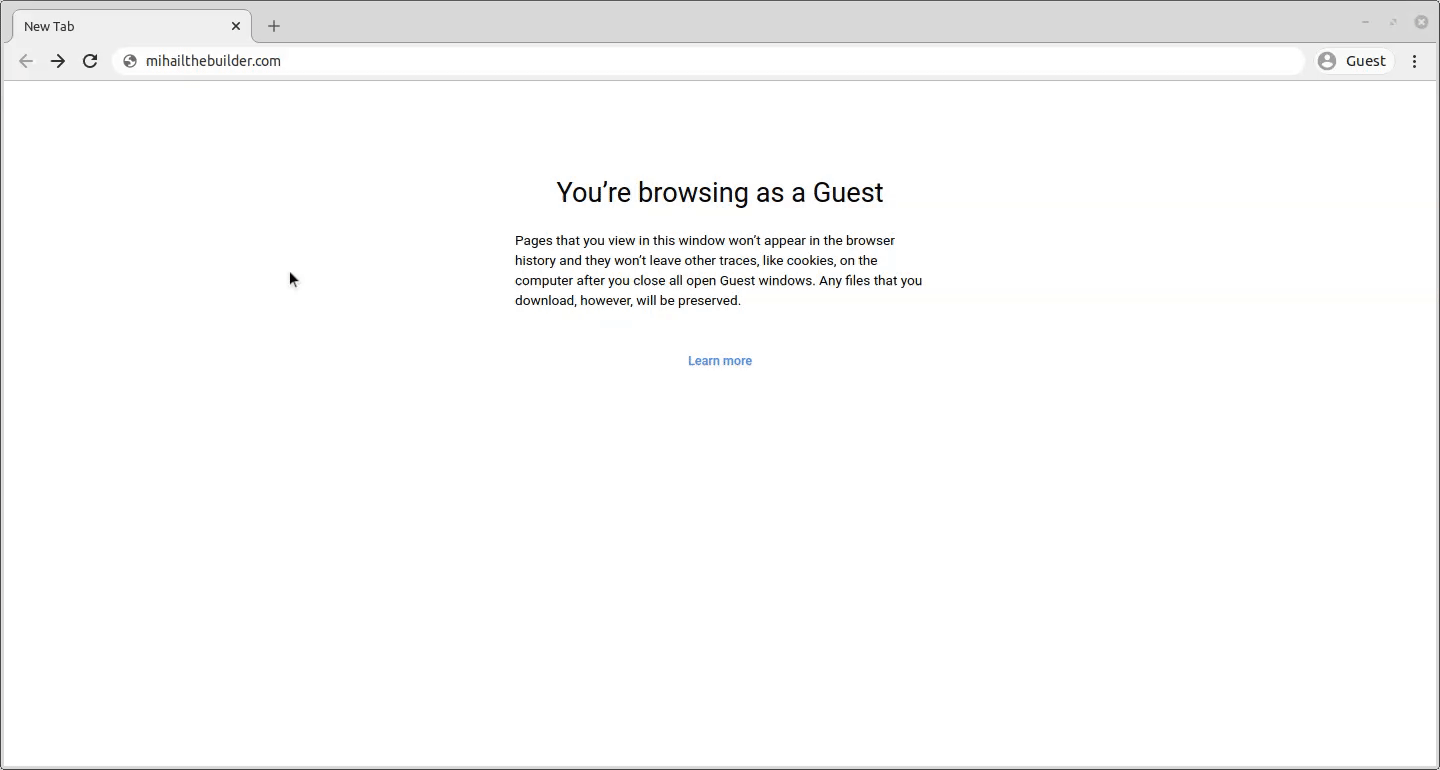 New Tab
mihailthebuilder.com
Guest
You’re browsing as a Guest
Pages that you view in this window won’t appear in the browser
history and they won’t leave other traces, like cookies, on the
computer after you close all open Guest windows. Any files that you
download, however, will be preserved.
Learn more